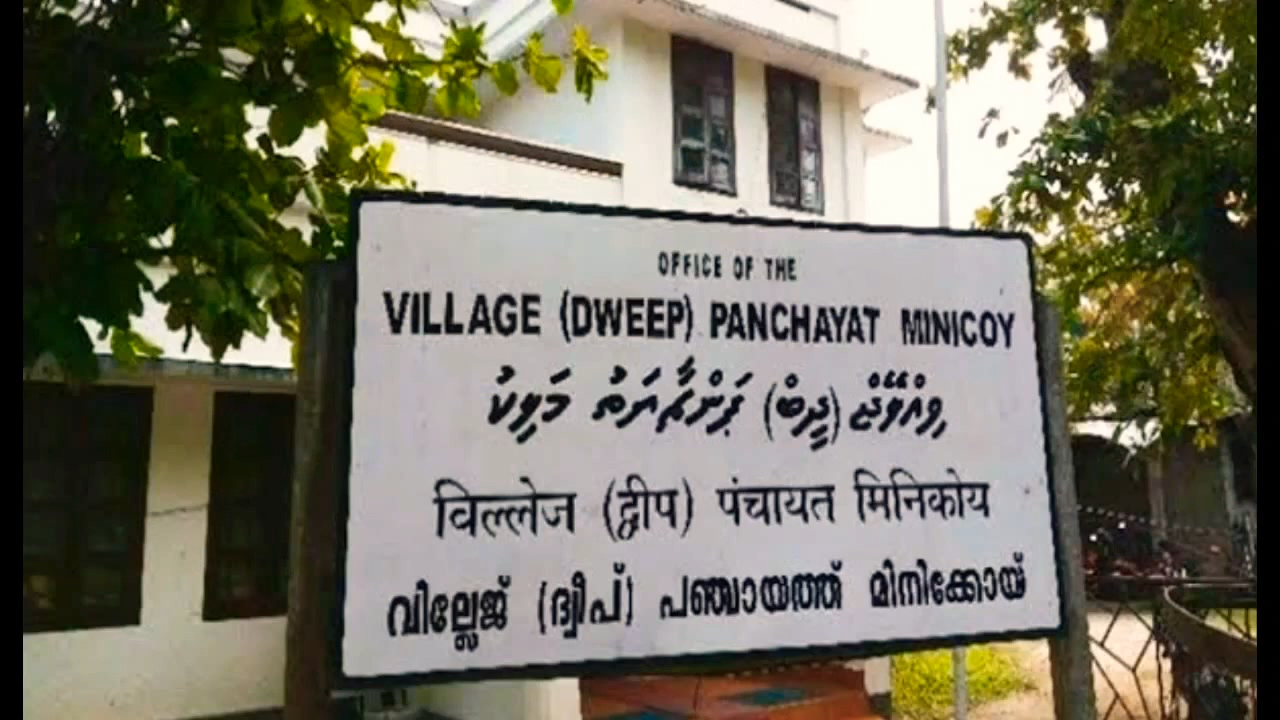 OFFICE OF THE
VILLAGE (DWEEP) PANCHAYAT MINICOY
ވިއްލޭޖް (ދީބް) ޕަންޗާޔަތު މަލިކު
विल्लेज (द्वीप) पंचायत मिनिकोय
വില്ലേജ് (ദ്വീപ്) പഞ്ചായത്ത് മിനിക്കോയ്